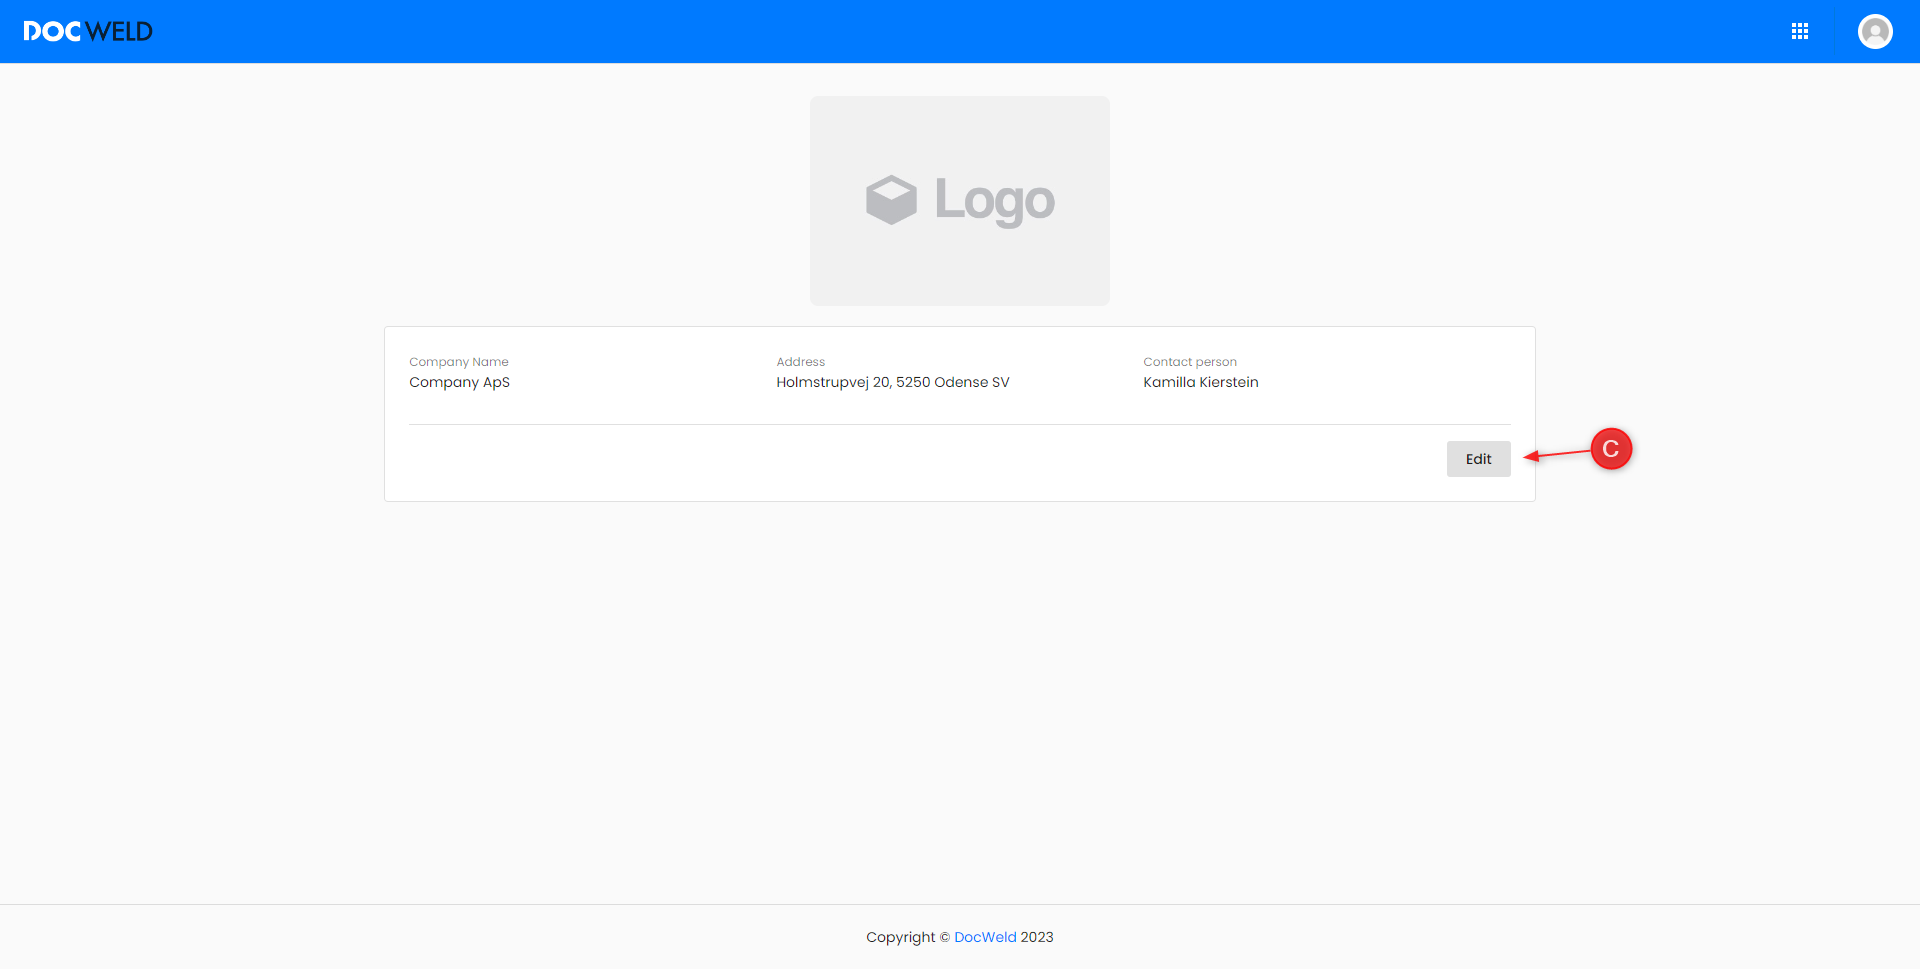 DOCWELD
Logo
Company Name
Company ApS
Address
Holmstrupvej 20, 5250 Odense SV
Contact person
Kamilla Kierstein
Edit
C
Copyright © DocWeld 2023